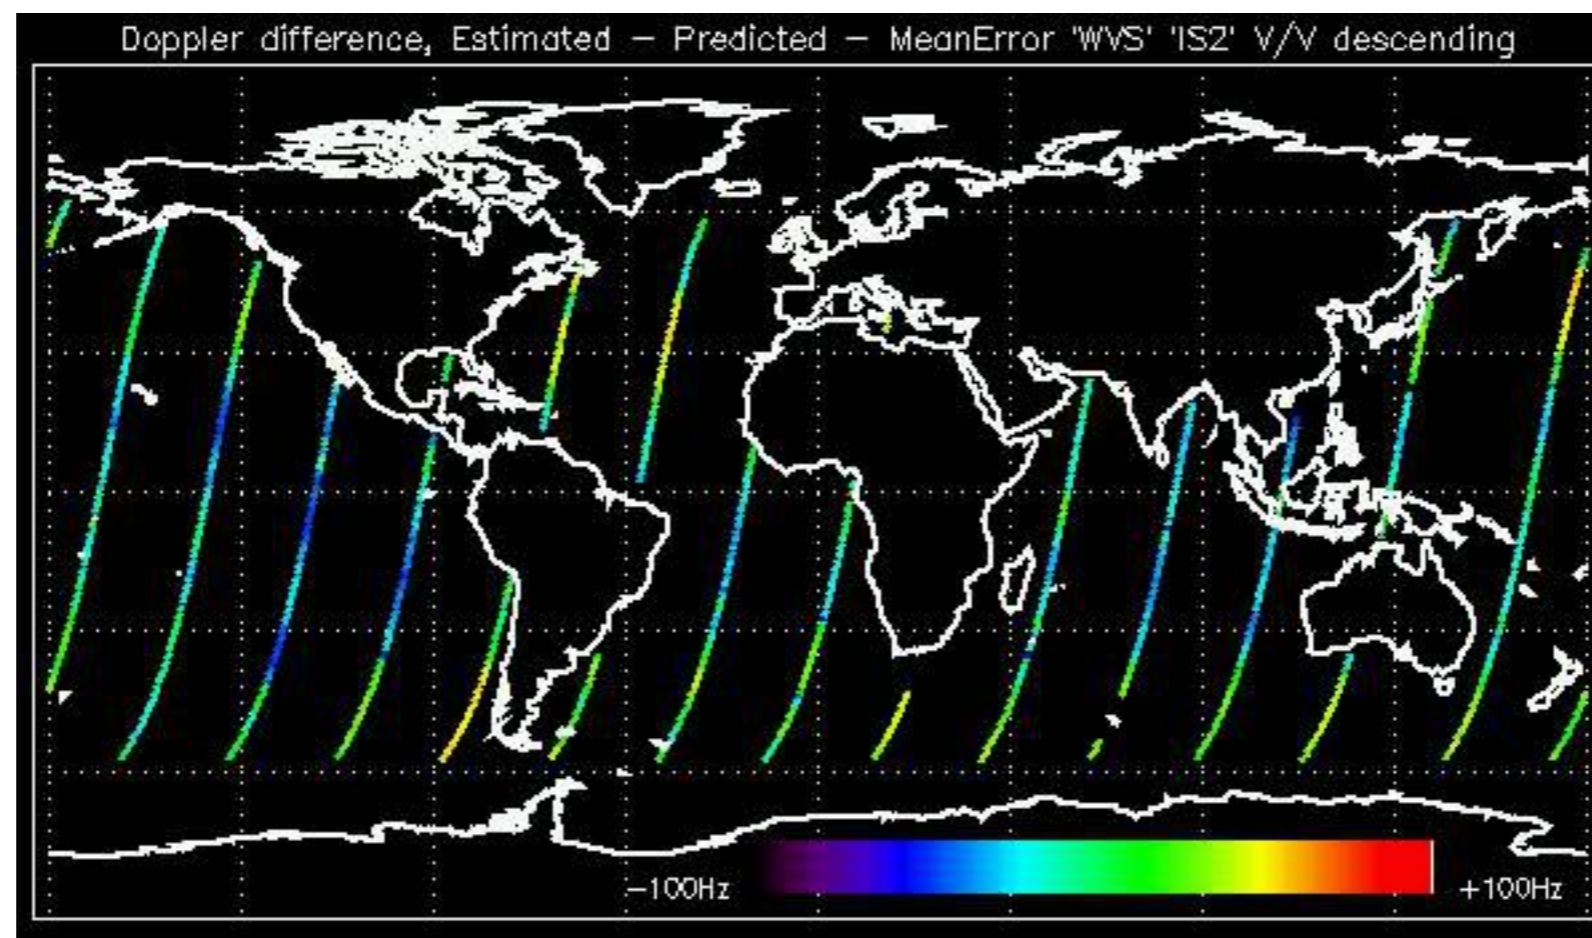 Doppler difference, Estimated – Predicted – MeanError 'WVS' 'IS2' V/V descending
–100Hz
+100Hz